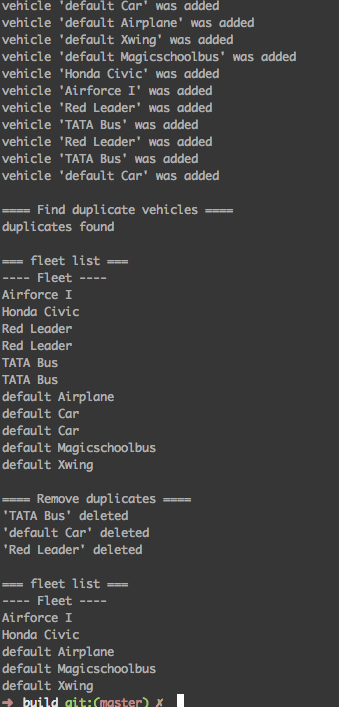 vehicle 'default Car' was added
vehicle 'default Airplane' was added
vehicle 'default Xwing' was added
vehicle 'default Magicschoolbus' was added
vehicle 'Honda Civic' was added
vehicle 'Airforce I' was added
vehicle 'Red Leader' was added
vehicle 'TATA Bus' was added
vehicle 'Red Leader' was added
vehicle 'TATA Bus' was added
vehicle 'default Car' was added
==== Find duplicate vehicles ====
duplicates found
=== fleet list ===
---- Fleet ----
Airforce I
Honda Civic
Red Leader
Red Leader
TATA Bus
TATA Bus
default Airplane
default Car
default Car
default Magicschoolbus
default Xwing
==== Remove duplicates ====
'TATA Bus' deleted
'default Car' deleted
'Red Leader' deleted
=== fleet list ===
---- Fleet ----
Airforce I
Honda Civic
default Airplane
default Magicschoolbus
default Xwing
➜ build git:(master) ✗